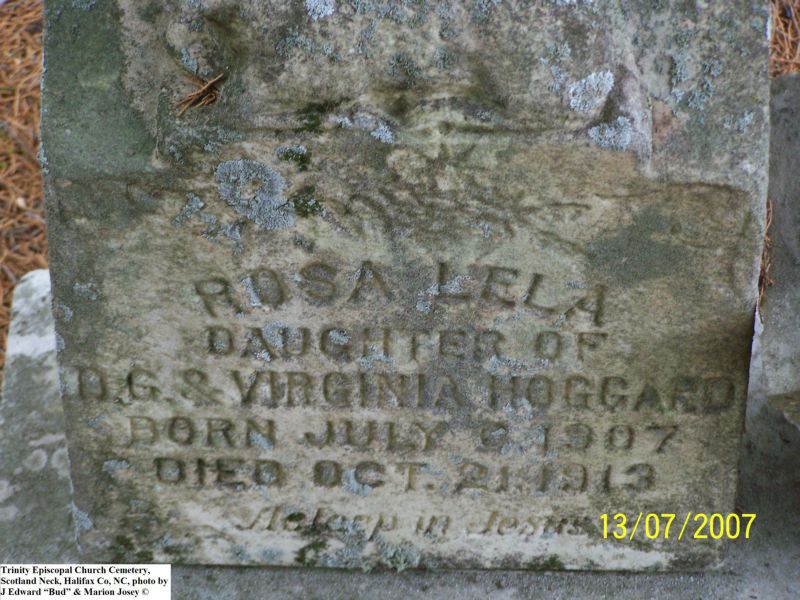 ROSA LELA
DAUGHTER OF
D.G. & VIRGINIA HOGGARD
BORN JULY 1907
DIED OCT. 21, 1913
Asleep in Jesus
13/07/2007
Trinity Episcopal Church Cemetery,
Scotland Neck, Halifax Co, NC, photo by
J Edward “Bud” & Marion Josey ©